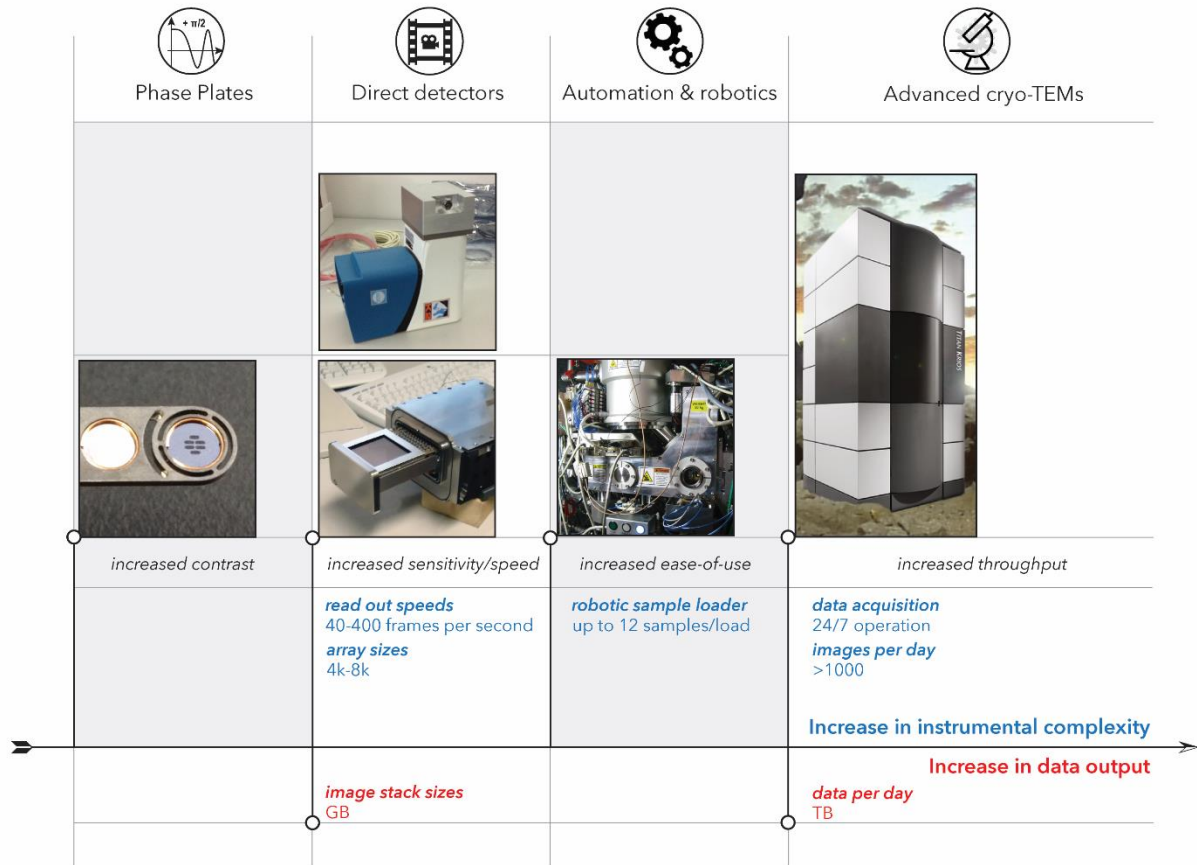 + π/2
Phase Plates
Direct detectors
Automation & robotics
Advanced cryo-TEMs
TITAN KRIOS
increased contrast
increased sensitivity/speed
increased ease-of-use
increased throughput
read out speeds
40-400 frames per second
array sizes
4k-8k
robotic sample loader
up to 12 samples/load
data acquisition
24/7 operation
images per day
>1000
Increase in instrumental complexity
Increase in data output
image stack sizes
GB
data per day
TB